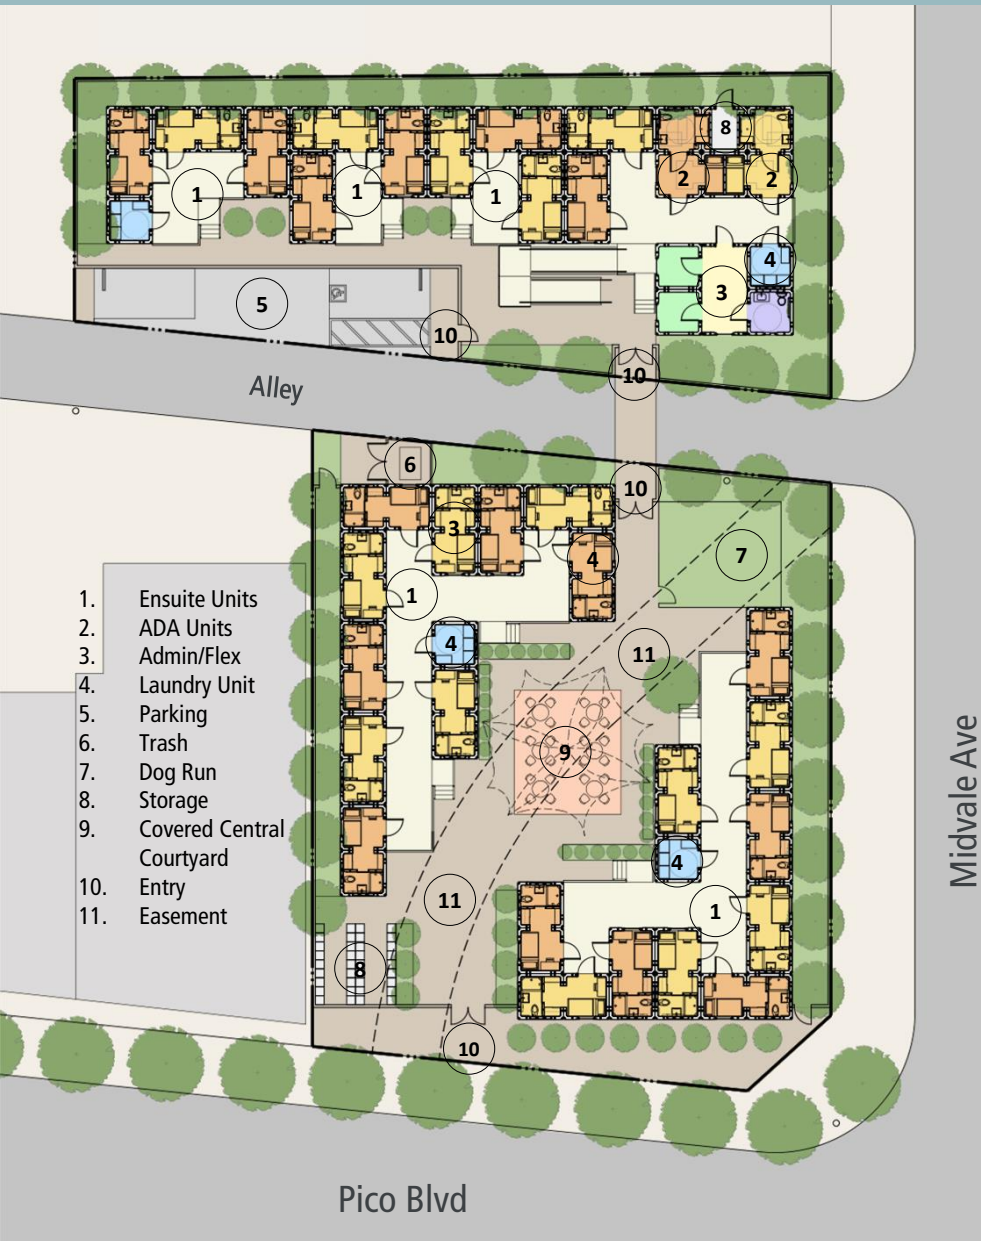 8
1
1
1
2
2
4
3
5
10
10
Alley
6
10
3
4
7
1
4
11
9
4
1
11
8
10
1. Ensuite Units
2. ADA Units
3. Admin/Flex
4. Laundry Unit
5. Parking
6. Trash
7. Dog Run
8. Storage
9. Covered Central
Courtyard
10. Entry
11. Easement
Midvale Ave
Pico Blvd